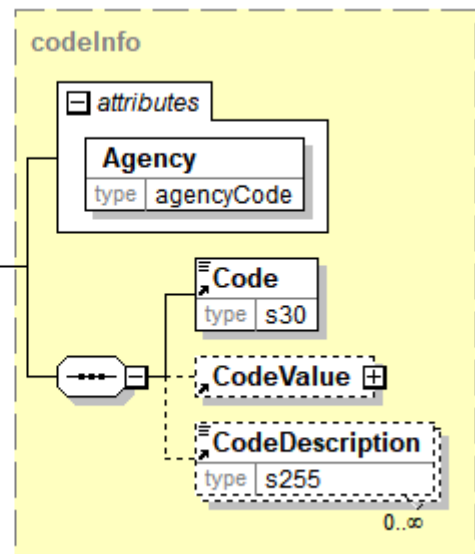 codeInfo
attributes
Agency
type agencyCode
Code
type s30
CodeValue
CodeDescription
type s255
0..∞